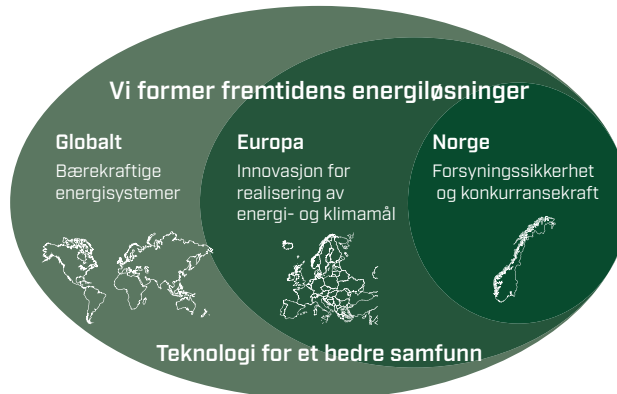 Vi former fremtidens energiløsninger
Globalt
Bærekraftige
energisystemer
Europa
Innovasjon for
realisering av
energi- og klimamål
Norge
Forsyningssikkerhet
og konkurransekraft
Teknologi for et bedre samfunn